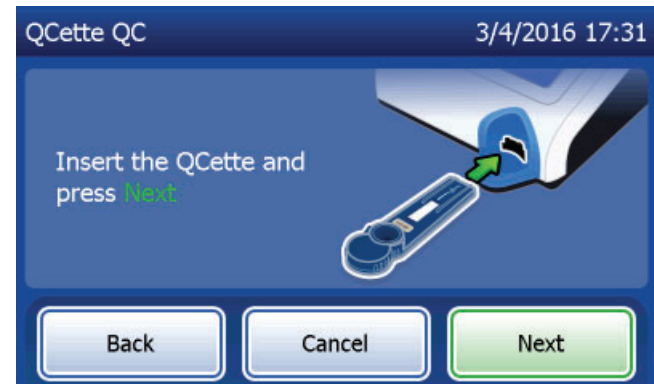 QCette QC 3/4/2016 17:31
Insert the QCette and
press Next
Back Cancel Next